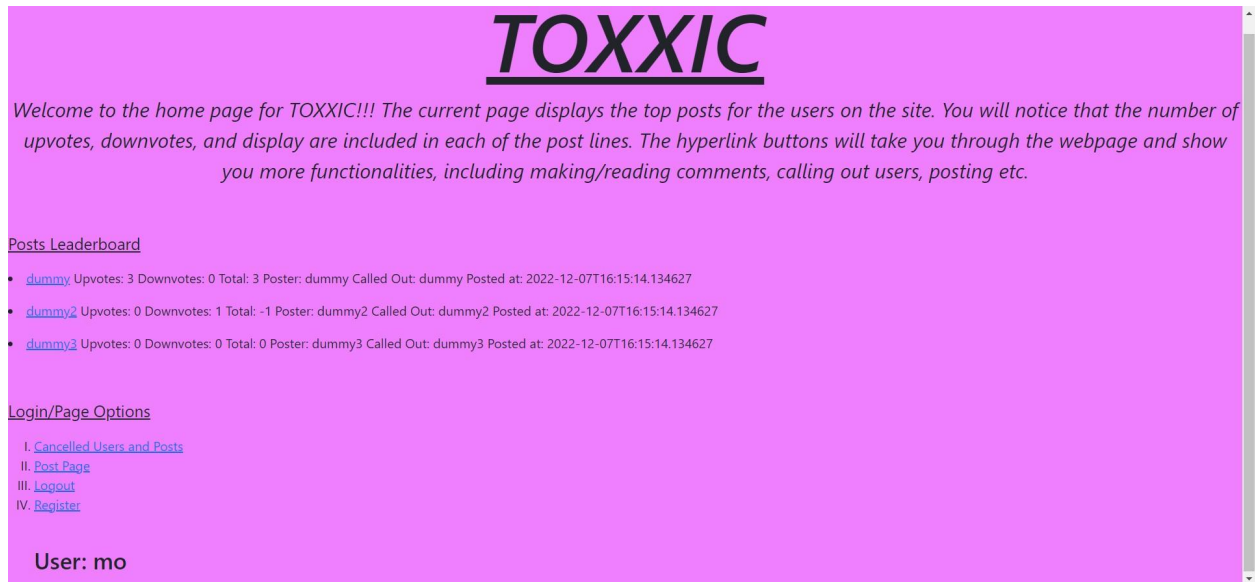 TOXXIC
Welcome to the home page for TOXXIC!!! The current page displays the top posts for the users on the site. You will notice that the number of
upvotes, downvotes, and display are included in each of the post lines. The hyperlink buttons will take you through the webpage and show
you more functionalities, including making/reading comments, calling out users, posting etc.
Posts Leaderboard
• dummy Upvotes: 3 Downvotes: 0 Total: 3 Poster: dummy Called Out: dummy Posted at: 2022-12-07T16:15:14.134627
• dummy2 Upvotes: 0 Downvotes: 1 Total: -1 Poster: dummy2 Called Out: dummy2 Posted at: 2022-12-07T16:15:14.134627
• dummy3 Upvotes: 0 Downvotes: 0 Total: 0 Poster: dummy3 Called Out: dummy3 Posted at: 2022-12-07T16:15:14.134627
Login/Page Options
I. Cancelled Users and Posts
II. Post Page
III. Logout
IV. Register
User: mo